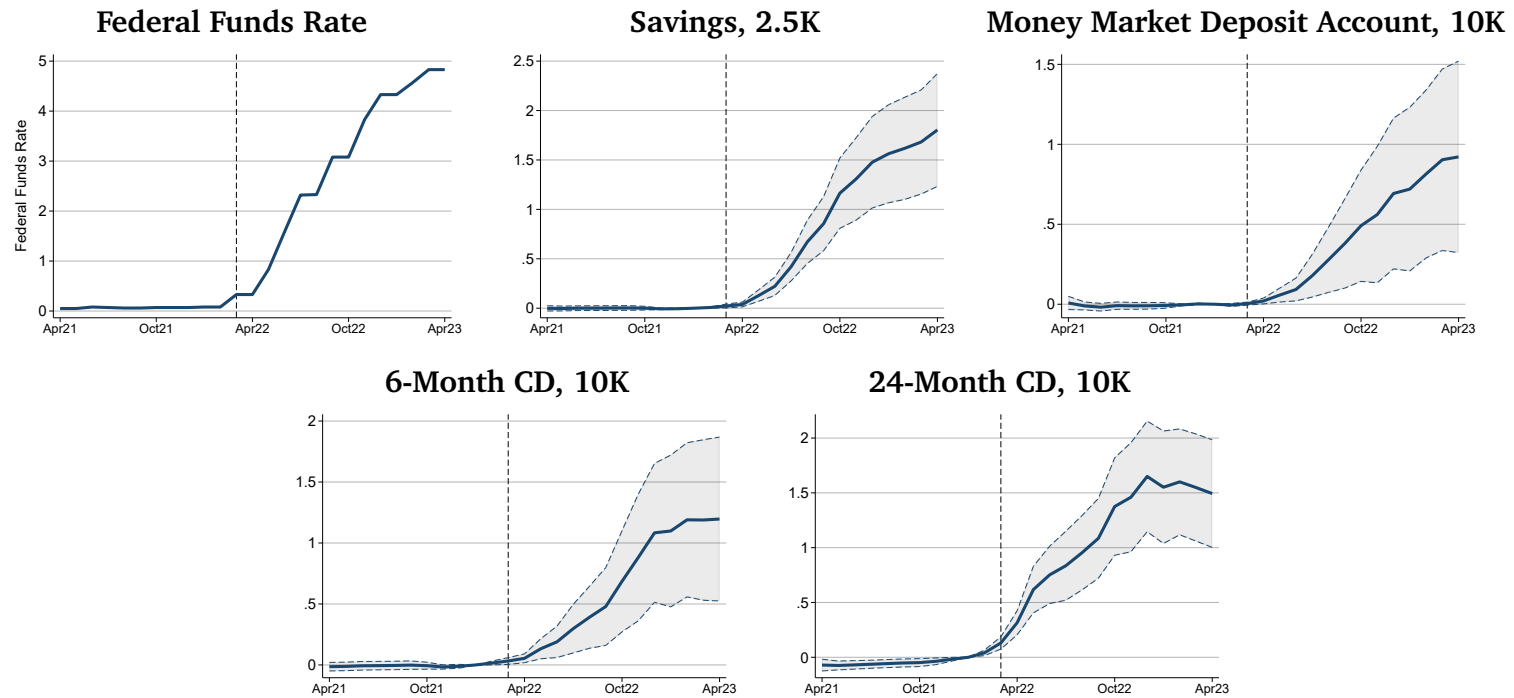 Federal Funds Rate
Federal Funds Rate
5
4
3
2
1
0
Apr21 Oct21 Apr22 Oct22 Apr23
Savings, 2.5K
2.5
2
1.5
1
.5
0
Apr21 Oct21 Apr22 Oct22 Apr23
Money Market Deposit Account, 10K
1.5
1
.5
0
Apr21 Oct21 Apr22 Oct22 Apr23
6-Month CD, 10K
2
1.5
1
.5
0
Apr21 Oct21 Apr22 Oct22 Apr23
24-Month CD, 10K
2
1.5
1
.5
0
Apr21 Oct21 Apr22 Oct22 Apr23